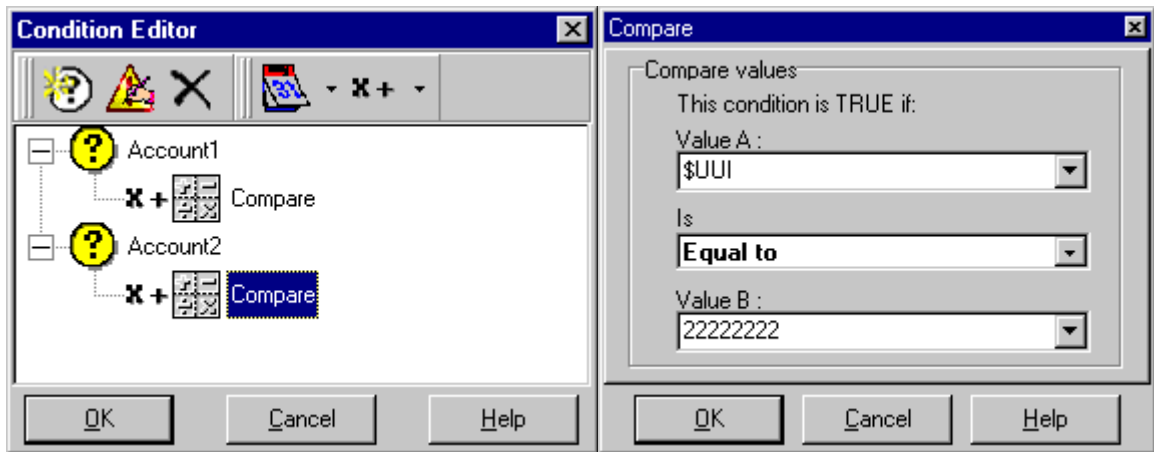 Condition Editor
Account1
Compare
Account2
Compare
OK Cancel Help
Compare
Compare values
This condition is TRUE if:
Value A :
$UUI
Is
Equal to
Value B :
22222222
OK Cancel Help